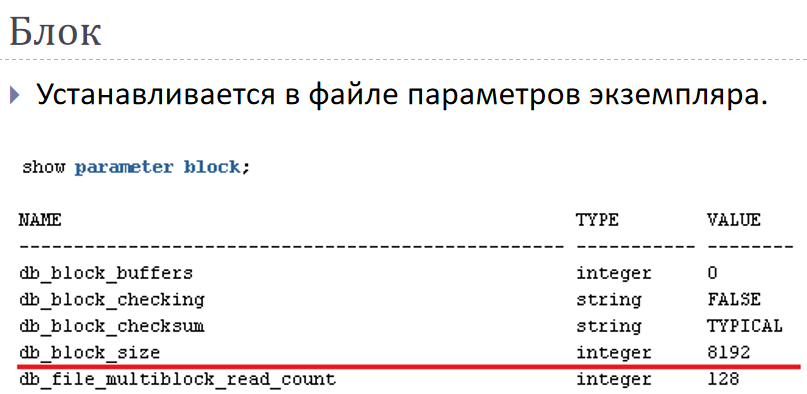 Блок
Устанавливается в файле параметров экземпляра.
show parameter block;
NAME TYPE VALUE
-------------------------------------------------- ----------- --------
db_block_buffers integer 0
db_block_checking string FALSE
db_block_checksum string TYPICAL
db_block_size integer 8192
db_file_multiblock_read_count integer 128